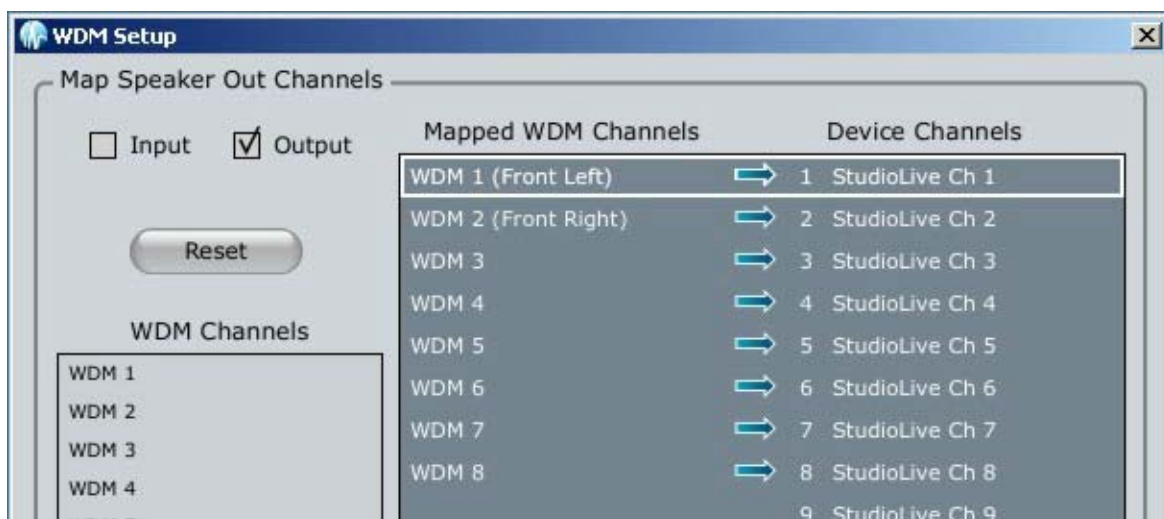 WDM Setup
Map Speaker Out Channels
Input Output
Reset
WDM Channels
WDM 1
WDM 2
WDM 3
WDM 4
Mapped WDM Channels Device Channels
WDM 1 (Front Left) 1 StudioLive Ch 1
WDM 2 (Front Right) 2 StudioLive Ch 2
WDM 3 3 StudioLive Ch 3
WDM 4 4 StudioLive Ch 4
WDM 5 5 StudioLive Ch 5
WDM 6 6 StudioLive Ch 6
WDM 7 7 StudioLive Ch 7
WDM 8 8 StudioLive Ch 8
9 StudioLive Ch 9